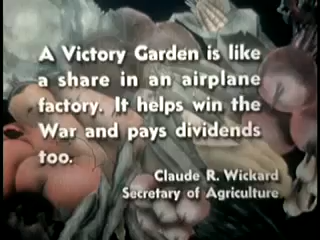 A Victory Garden is like
a share in an airplane
factory. It helps win the
War and pays dividends
too.
Claude R. Wickard
Secretary of Agriculture